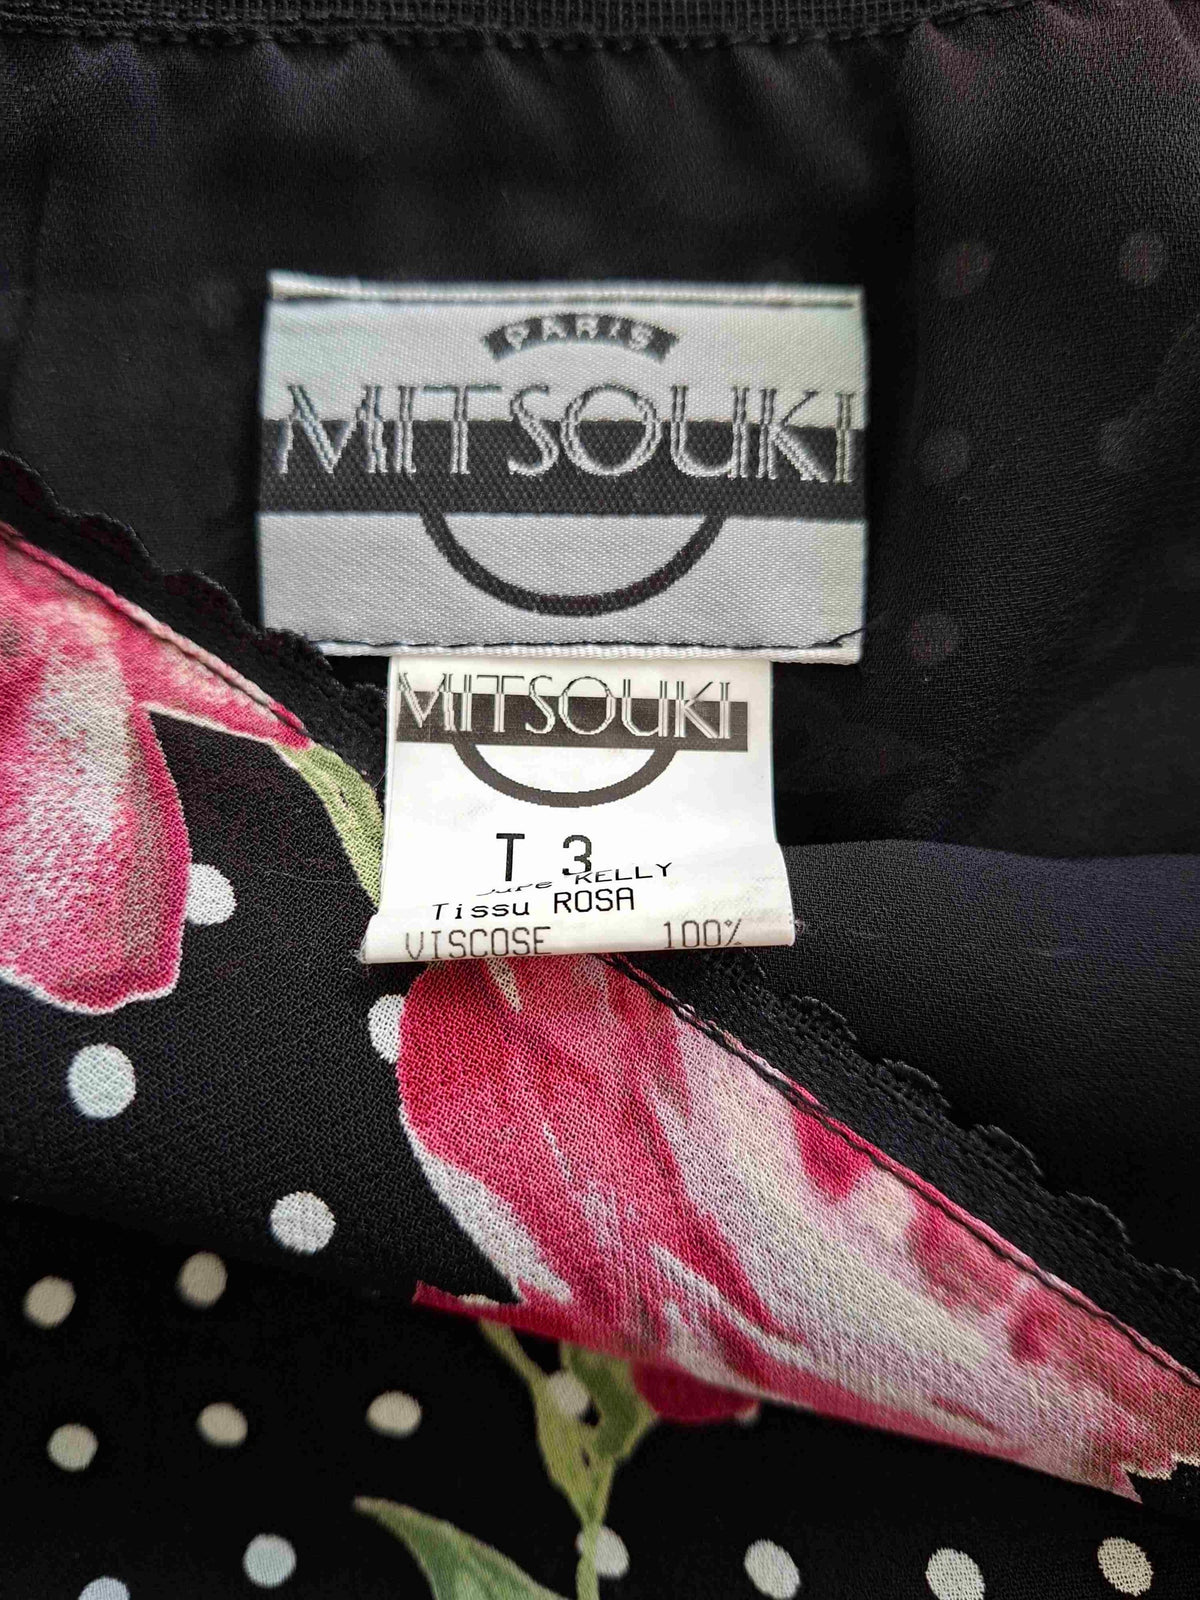 PARIS
MITSOUKI
MITSOUKI
T 3
KELLY
Tissu ROSA
VISCOSE 100%